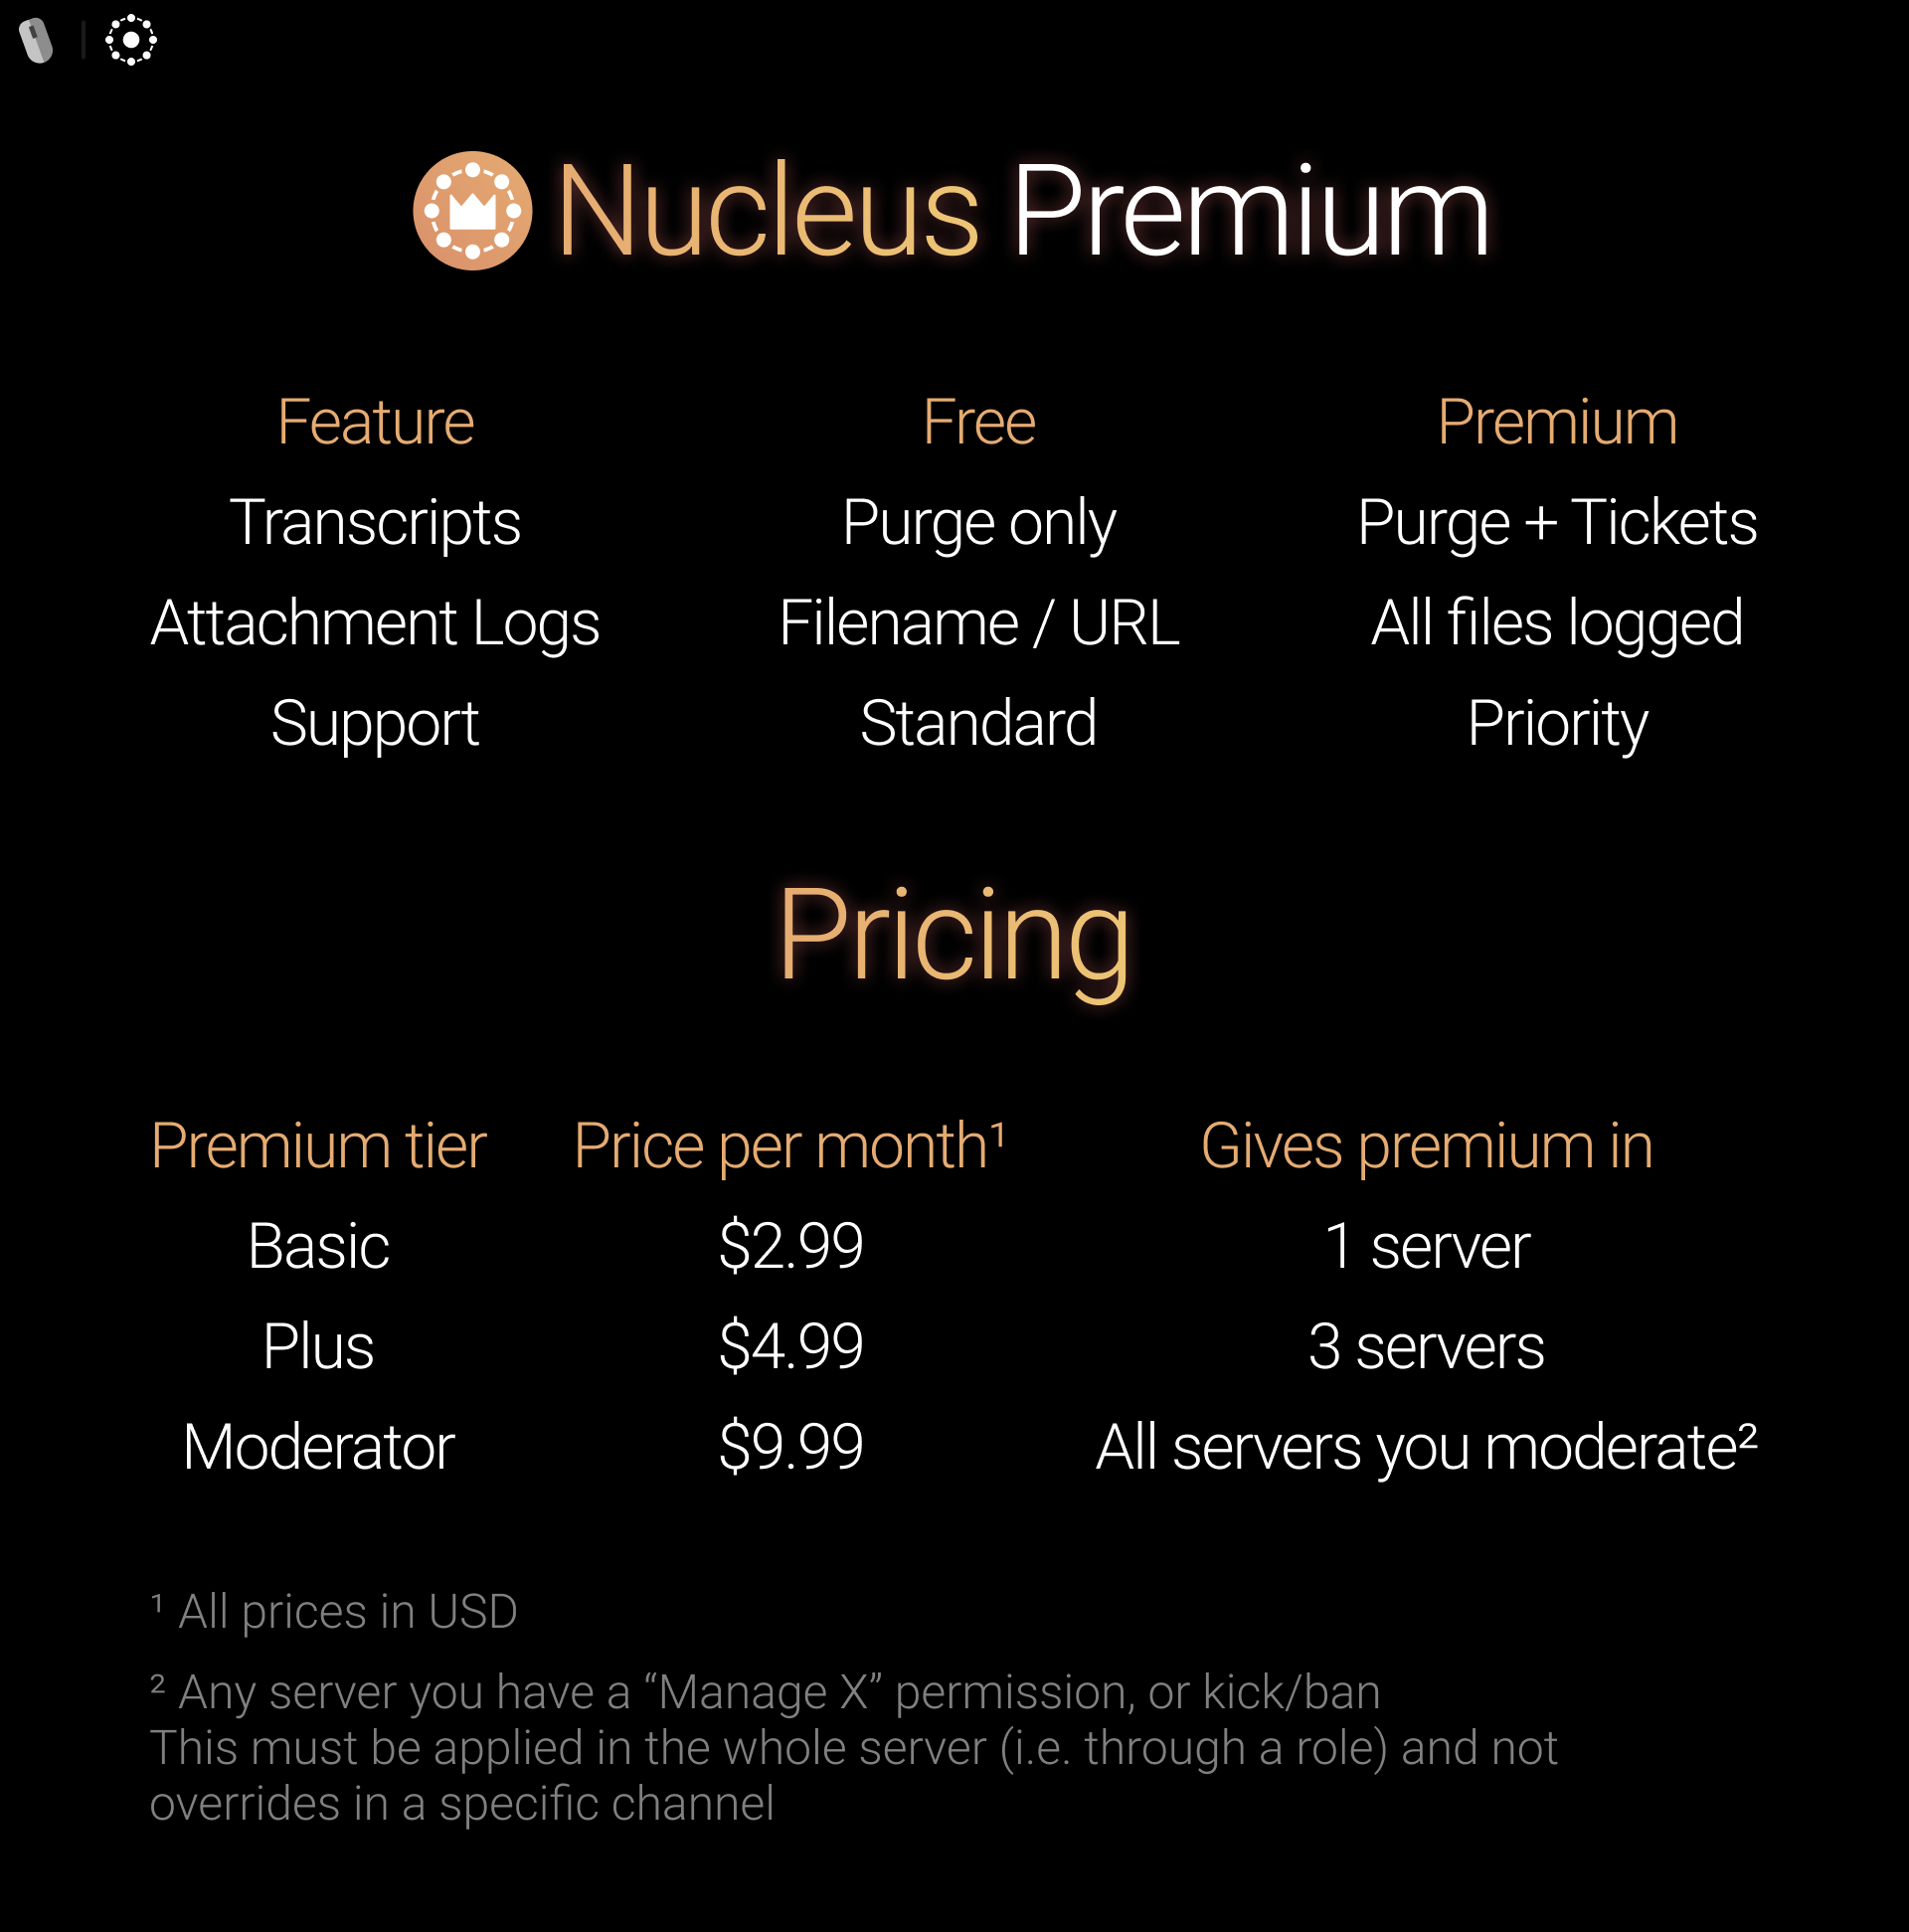 Nucleus Premium
Feature Free Premium
Transcripts Purge only Purge + Tickets
Attachment Logs Filename / URL All files logged
Support Standard Priority
Pricing
Premium tier Price per month¹ Gives premium in
Basic $2.99 1 server
Plus $4.99 3 servers
Moderator $9.99 All servers you moderate²
¹ All prices in USD
² Any server you have a “Manage X” permission, or kick/ban
This must be applied in the whole server (i.e. through a role) and not
overrides in a specific channel